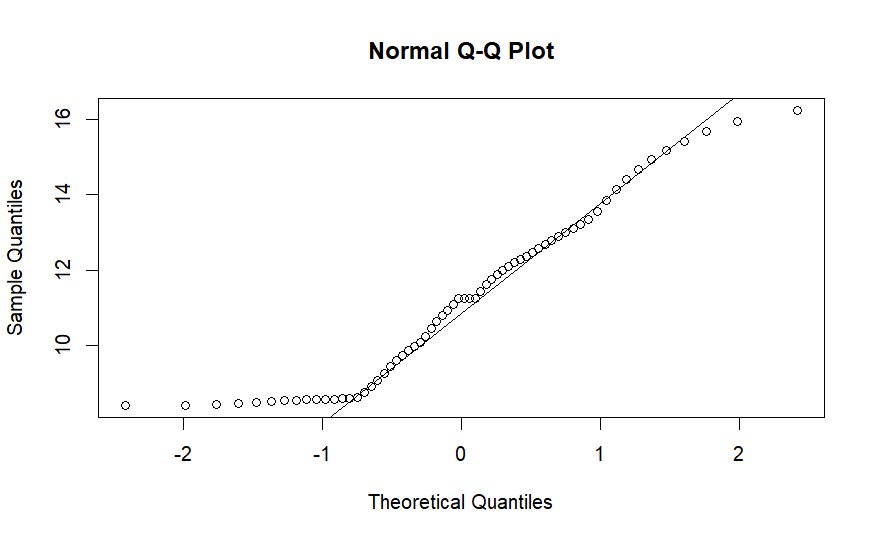 Normal Q-Q Plot
Sample Quantiles
16
14
12
10
-2 -1 0 1 2
Theoretical Quantiles